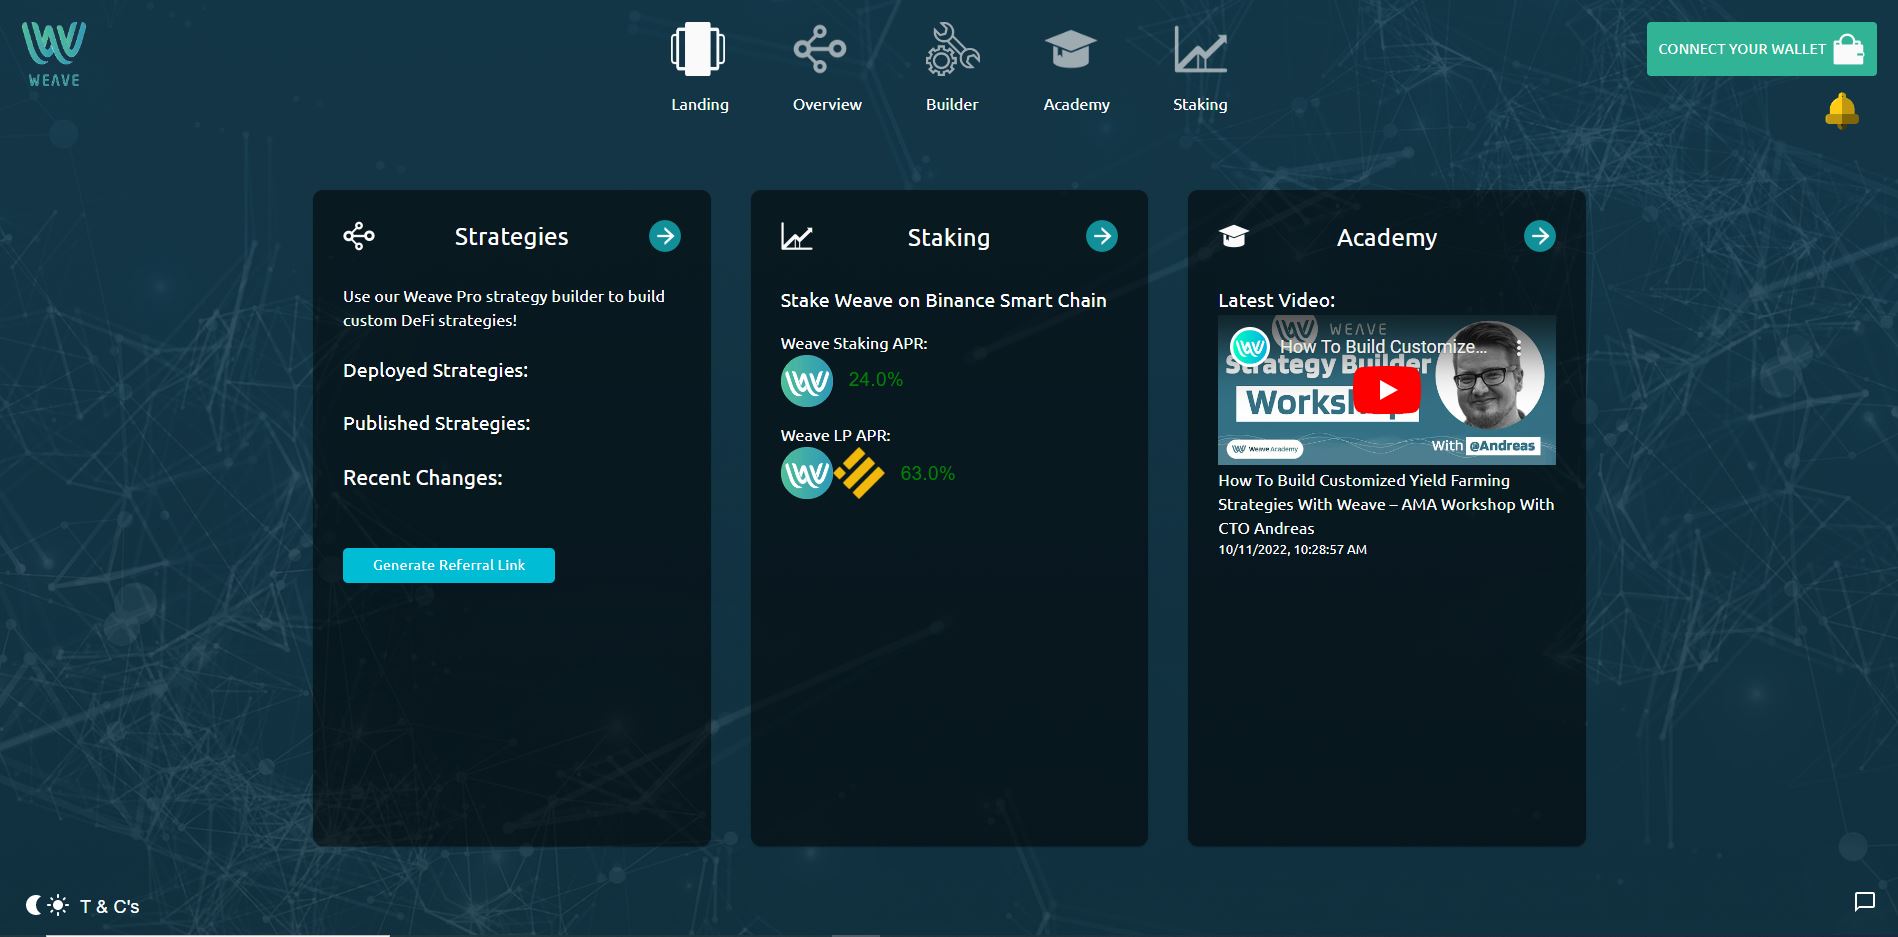 WEAVE
Landing
Overview
Builder
Academy
Staking
CONNECT YOUR WALLET
Strategies
Use our Weave Pro strategy builder to build
custom DeFi strategies!
Deployed Strategies:
Published Strategies:
Recent Changes:
Generate Referral Link
Staking
Stake Weave on Binance Smart Chain
Weave Staking APR:
24.0%
Weave LP APR:
63.0%
Academy
Latest Video:
WEAVE
How To Build Customize...
Strategy Builder
Workshop
With @Andreas
Weave Academy
How To Build Customized Yield Farming
Strategies With Weave – AMA Workshop With
CTO Andreas
10/11/2022, 10:28:57 AM
T & C's